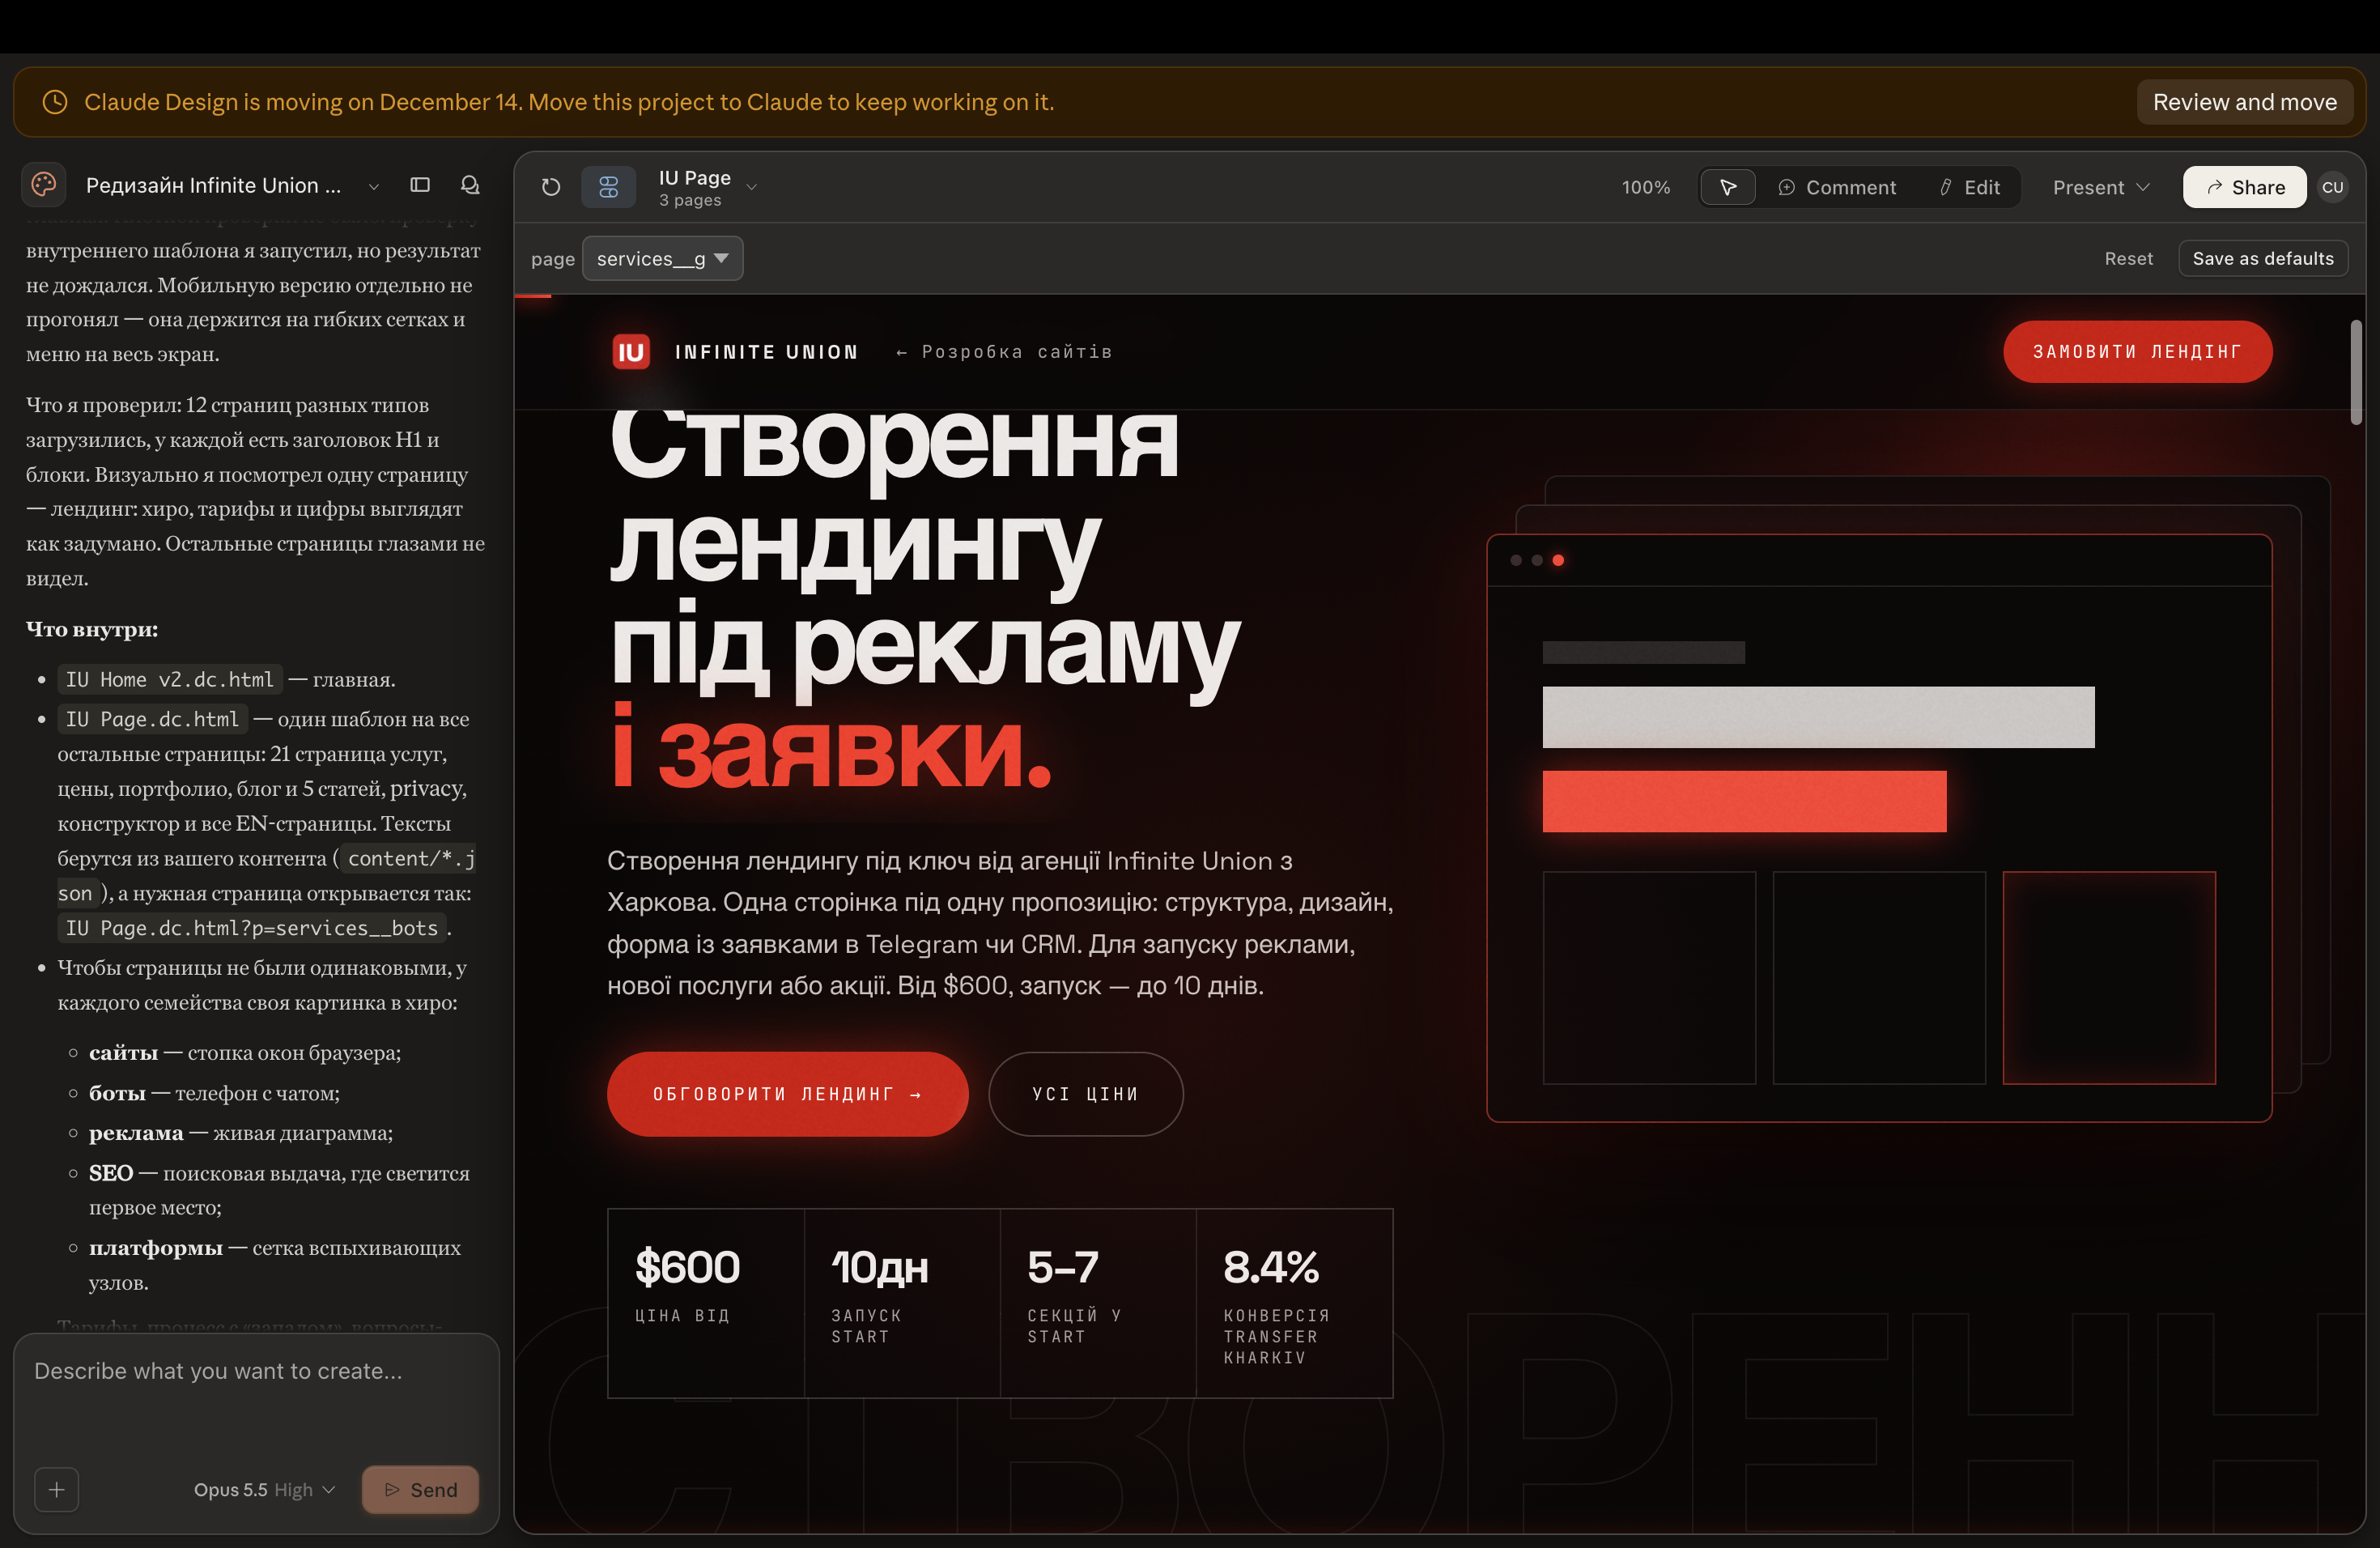 Claude Design is moving on December 14. Move this project to Claude to keep working on it.
Review and move
Редизайн Infinite Union ...
внутреннего шаблона я запустил, но результат
не дождался. Мобильную версию отдельно не
прогонял — она держится на гибких сетках и
меню на весь экран.
Что я проверил: 12 страниц разных типов
загрузились, у каждой есть заголовок H1 и
блоки. Визуально я посмотрел одну страницу
— лендинг: хиро, тарифы и цифры выглядят
как задумано. Остальные страницы глазами не
видел.
Что внутри:
IU Home v2.dc.html — главная.
IU Page.dc.html — один шаблон на все
остальные страницы: 21 страница услуг,
цены, портфолио, блог и 5 статей, privacy,
конструктор и все EN-страницы. Тексты
берутся из вашего контента ( content/*.j
son ), а нужная страница открывается так:
IU Page.dc.html?p=services__bots .
Чтобы страницы не были одинаковыми, у
каждого семейства своя картинка в хиро:
сайты — стопка окон браузера;
боты — телефон с чатом;
реклама — живая диаграмма;
SEO — поисковая выдача, где светится
первое место;
платформы — сетка вспыхивающих
узлов.
Тарифы, процесс с «запалом», вопросы-
Describe what you want to create...
Opus 5.5 High
Send
IU Page
3 pages
100%
Comment
Edit
Present
Share
CU
page
services__g
Reset
Save as defaults
IU
INFINITE UNION
← Розробка сайтів
ЗАМОВИТИ ЛЕНДІНГ
Створення
лендингу
під рекламу
і заявки.
Створення лендингу під ключ від агенції Infinite Union з
Харкова. Одна сторінка під одну пропозицію: структура, дизайн,
форма із заявками в Telegram чи CRM. Для запуску реклами,
нової послуги або акції. Від $600, запуск — до 10 днів.
ОБГОВОРИТИ ЛЕНДИНГ →
УСІ ЦІНИ
$600
ЦІНА ВІД
10дн
ЗАПУСК
START
5–7
СЕКЦІЙ У
START
8.4%
КОНВЕРСІЯ
TRANSFER
KHARKIV
СТВОРЕНН